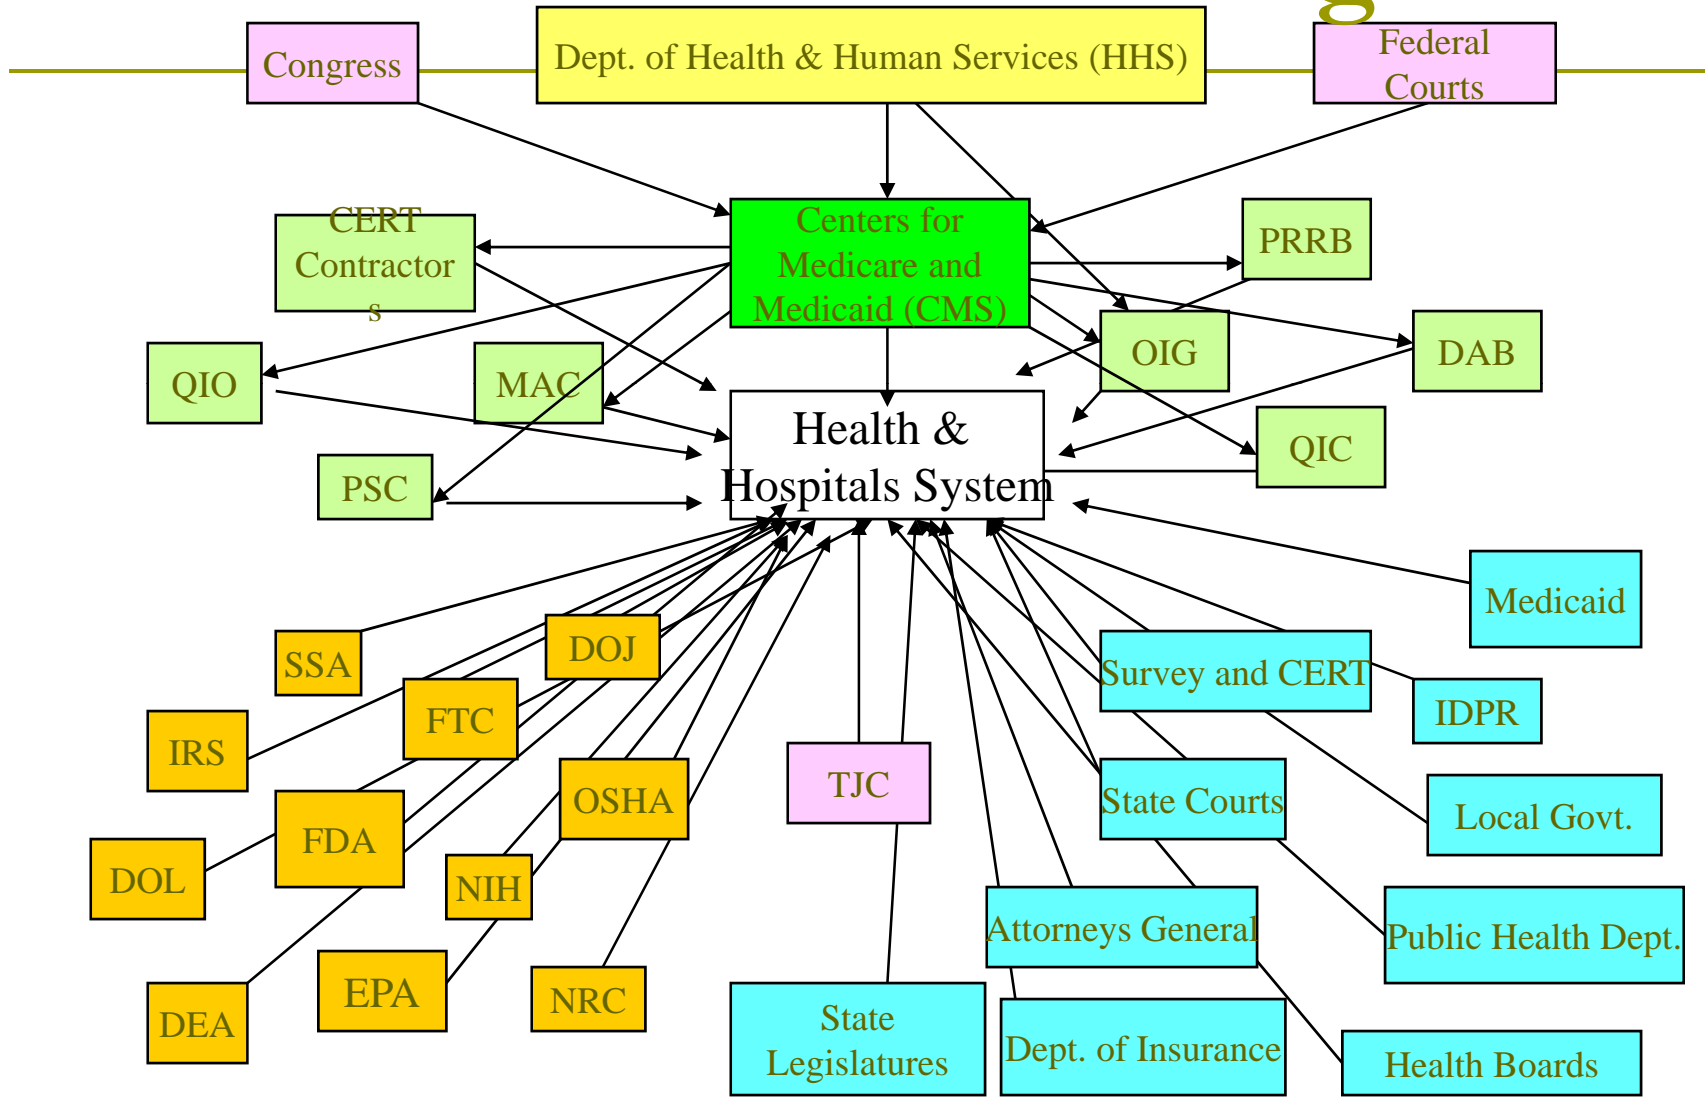 g
Congress
Dept. of Health & Human Services (HHS)
Federal
Courts
CERT
Contractor
s
Centers for
Medicare and
Medicaid (CMS)
PRRB
QIO
MAC
OIG
DAB
Health &
Hospitals System
PSC
QIC
Medicaid
SSA
DOJ
Survey and CERT
IDPR
IRS
FTC
TJC
OSHA
State Courts
Local Govt.
DOL
FDA
NIH
Attorneys General
Public Health Dept.
DEA
EPA
NRC
State
Legislatures
Dept. of Insurance
Health Boards